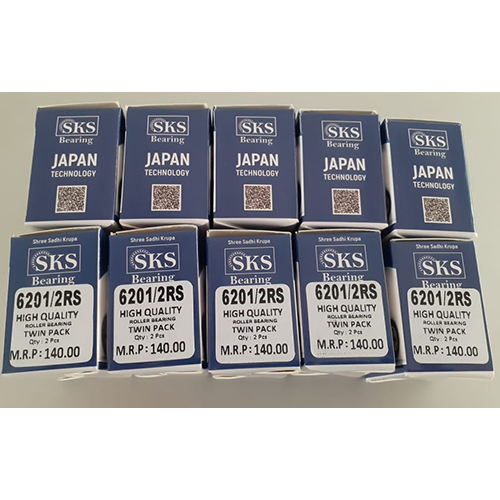 SKS
Bearing
JAPAN
TECHNOLOGY
SKS
Bearing
JAPAN
TECHNOLOGY
SKS
Bearing
JAPAN
TECHNOLOGY
SKS
Bearing
JAPAN
TECHNOLOGY
SKS
Bearing
JAPAN
TECHNOLOGY
Shree Sadhi Krupa
SKS
Bearing
6201/2RS
HIGH QUALITY
ROLLER BEARING
TWIN PACK
Qty : 2 Pcs
M.R.P: 140.00
Shree Sadhi Krupa
SKS
Bearing
6201/2RS
HIGH QUALITY
ROLLER BEARING
TWIN PACK
Qty : 2 Pcs
M.R.P: 140.00
Shree Sadhi Krupa
SKS
Bearing
6201/2RS
HIGH QUALITY
ROLLER BEARING
TWIN PACK
Qty : 2 Pcs
M.R.P: 140.00
Shree Sadhi Krupa
SKS
Bearing
6201/2RS
HIGH QUALITY
ROLLER BEARING
TWIN PACK
Qty : 2 Pcs
M.R.P: 140.00
Shree Sadhi Krupa
SKS
Bearing
6201/2RS
HIGH QUALITY
ROLLER BEARING
TWIN PACK
Qty : 2 Pcs
M.R.P: 140.00